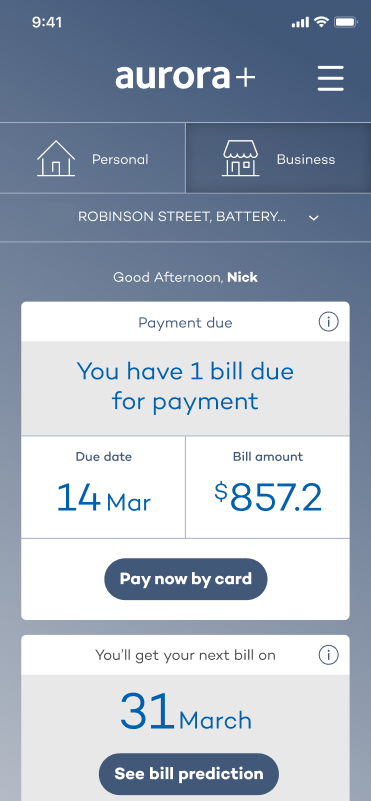 9:41
aurora+
Personal
Business
ROBINSON STREET, BATTERY...
Good Afternoon, Nick
Payment due
You have 1 bill due
for payment
Due date
Bill amount
14 Mar
$857.2
Pay now by card
You'll get your next bill on
31 March
See bill prediction